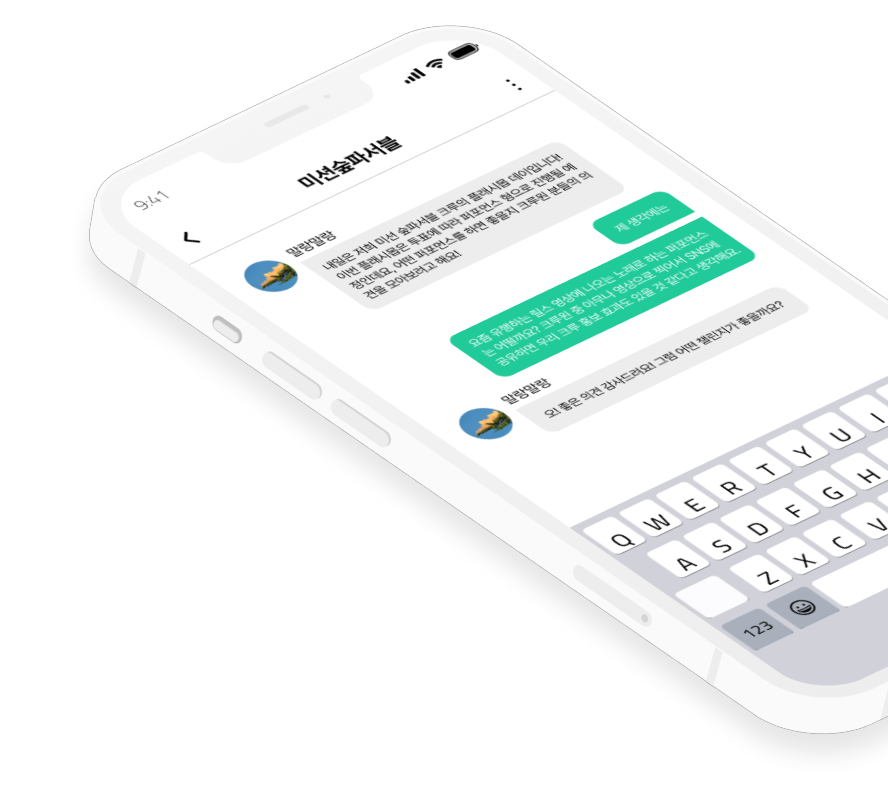 9:41
미션숲파서블
말랑말랑
내일은 저희 미션 숲파서블 크루의 플래시몹 데이입니다!
이번 플래시몹은 투표에 따라 퍼포먼스 형으로 진행될 예
정인데요, 어떤 퍼포먼스를 하면 좋을지 크루원 분들의 의
견을 모아보려고 해요!
제 생각에는
요즘 유행하는 릴스 영상에 나오는 노래로 하는 퍼포먼스
는 어떨까요? 크루원 중 아무나 영상으로 찍어서 SNS에
공유하면 우리 크루 홍보 효과도 있을 것 같다고 생각해요.
말랑말랑
오! 좋은 의견 감사드려요! 그럼 어떤 챌린지가 좋을까요?
Q W E R T Y U I
A S D F G H
Z X C V
123